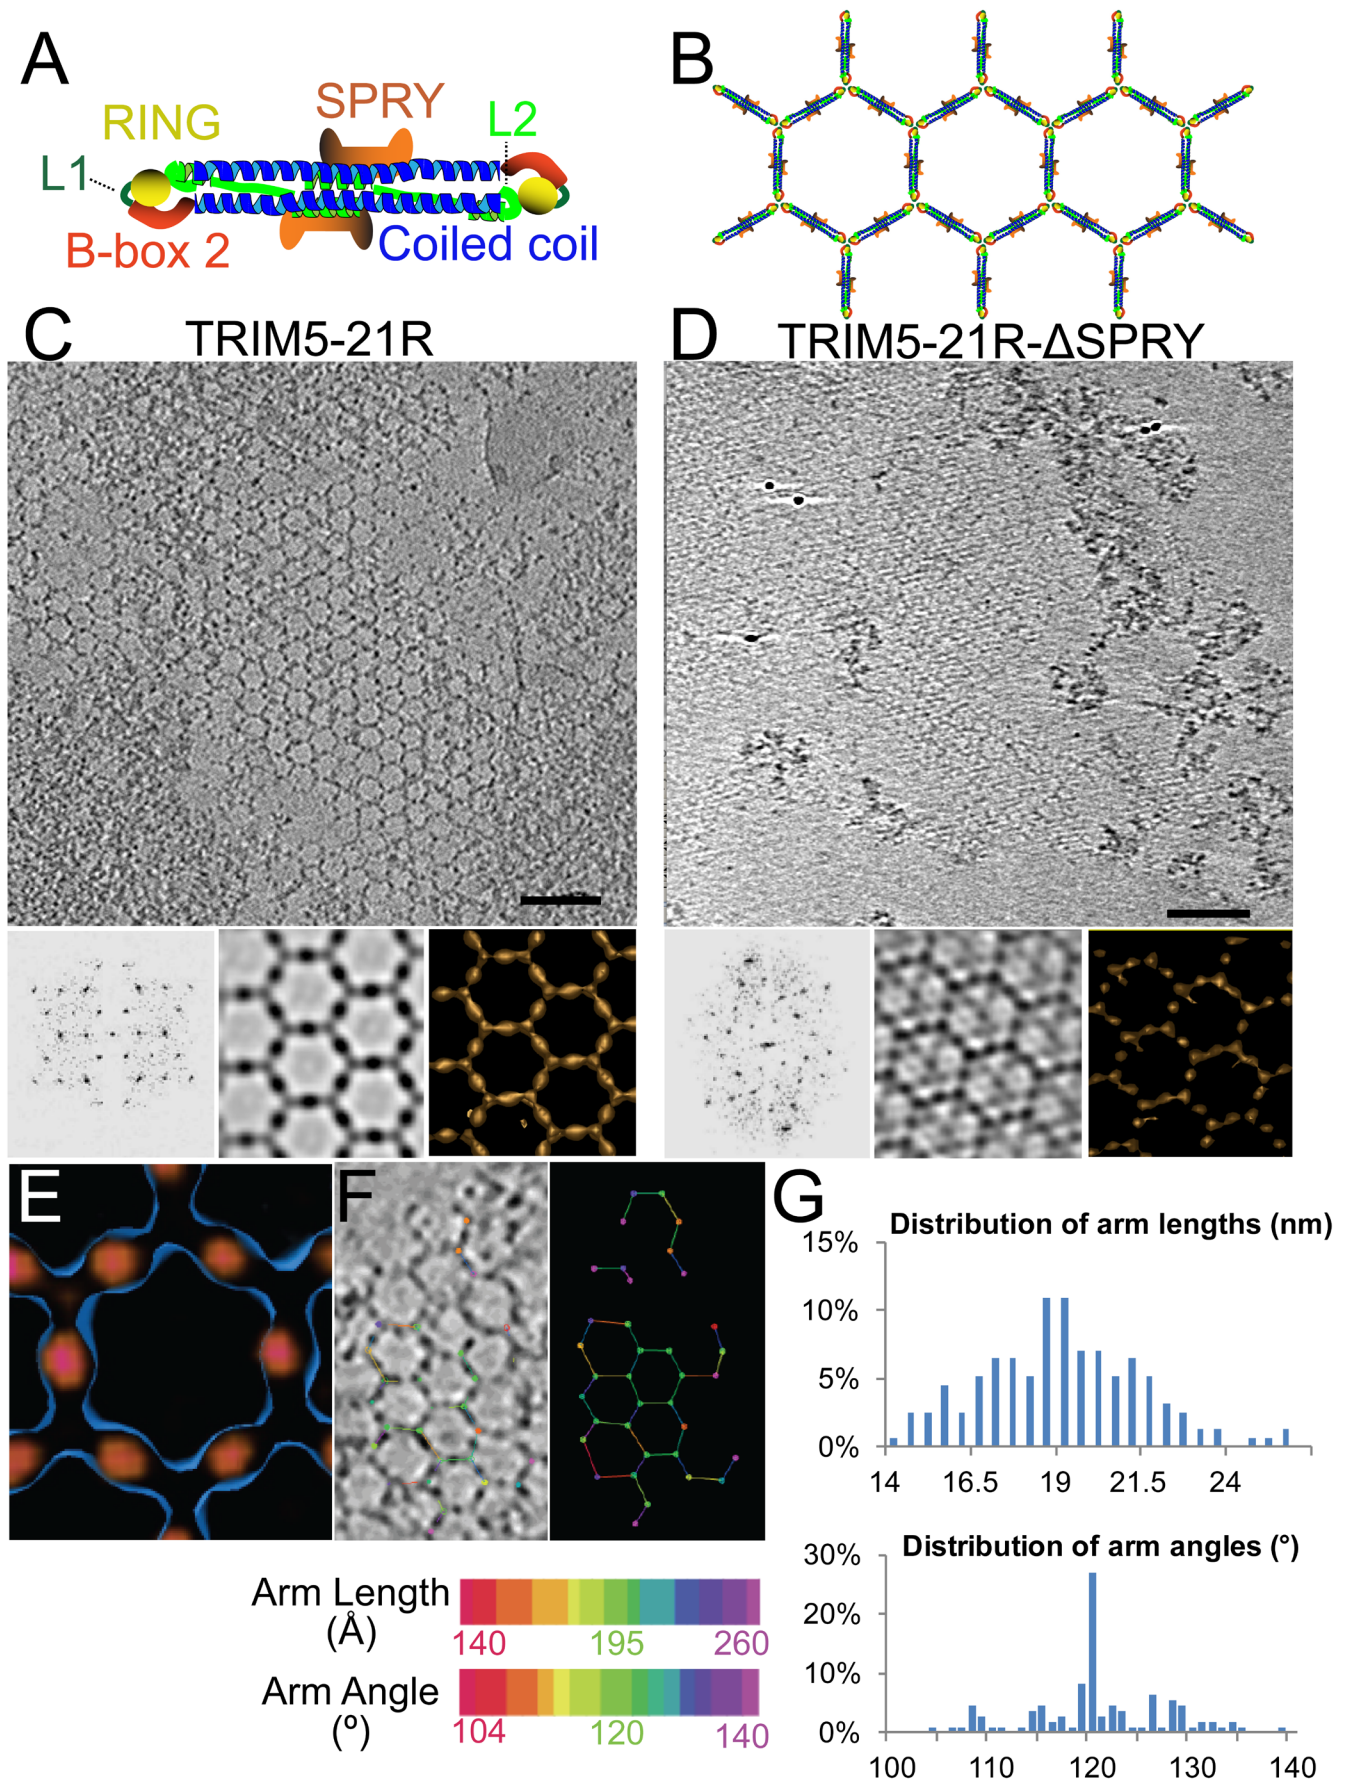 A
B
SPRY
RING
L2
L1
B-box 2
Coiled coil
C
TRIM5-21R
D
TRIM5-21R-ΔSPRY
E
F
G
Distribution of arm lengths (nm)
15%
10%
5%
0%
14 16.5 19 21.5 24
Distribution of arm angles (°)
30%
20%
10%
0%
100 110 120 130 140
Arm Length
(Å)
140 195 260
Arm Angle
(º)
104 120 140